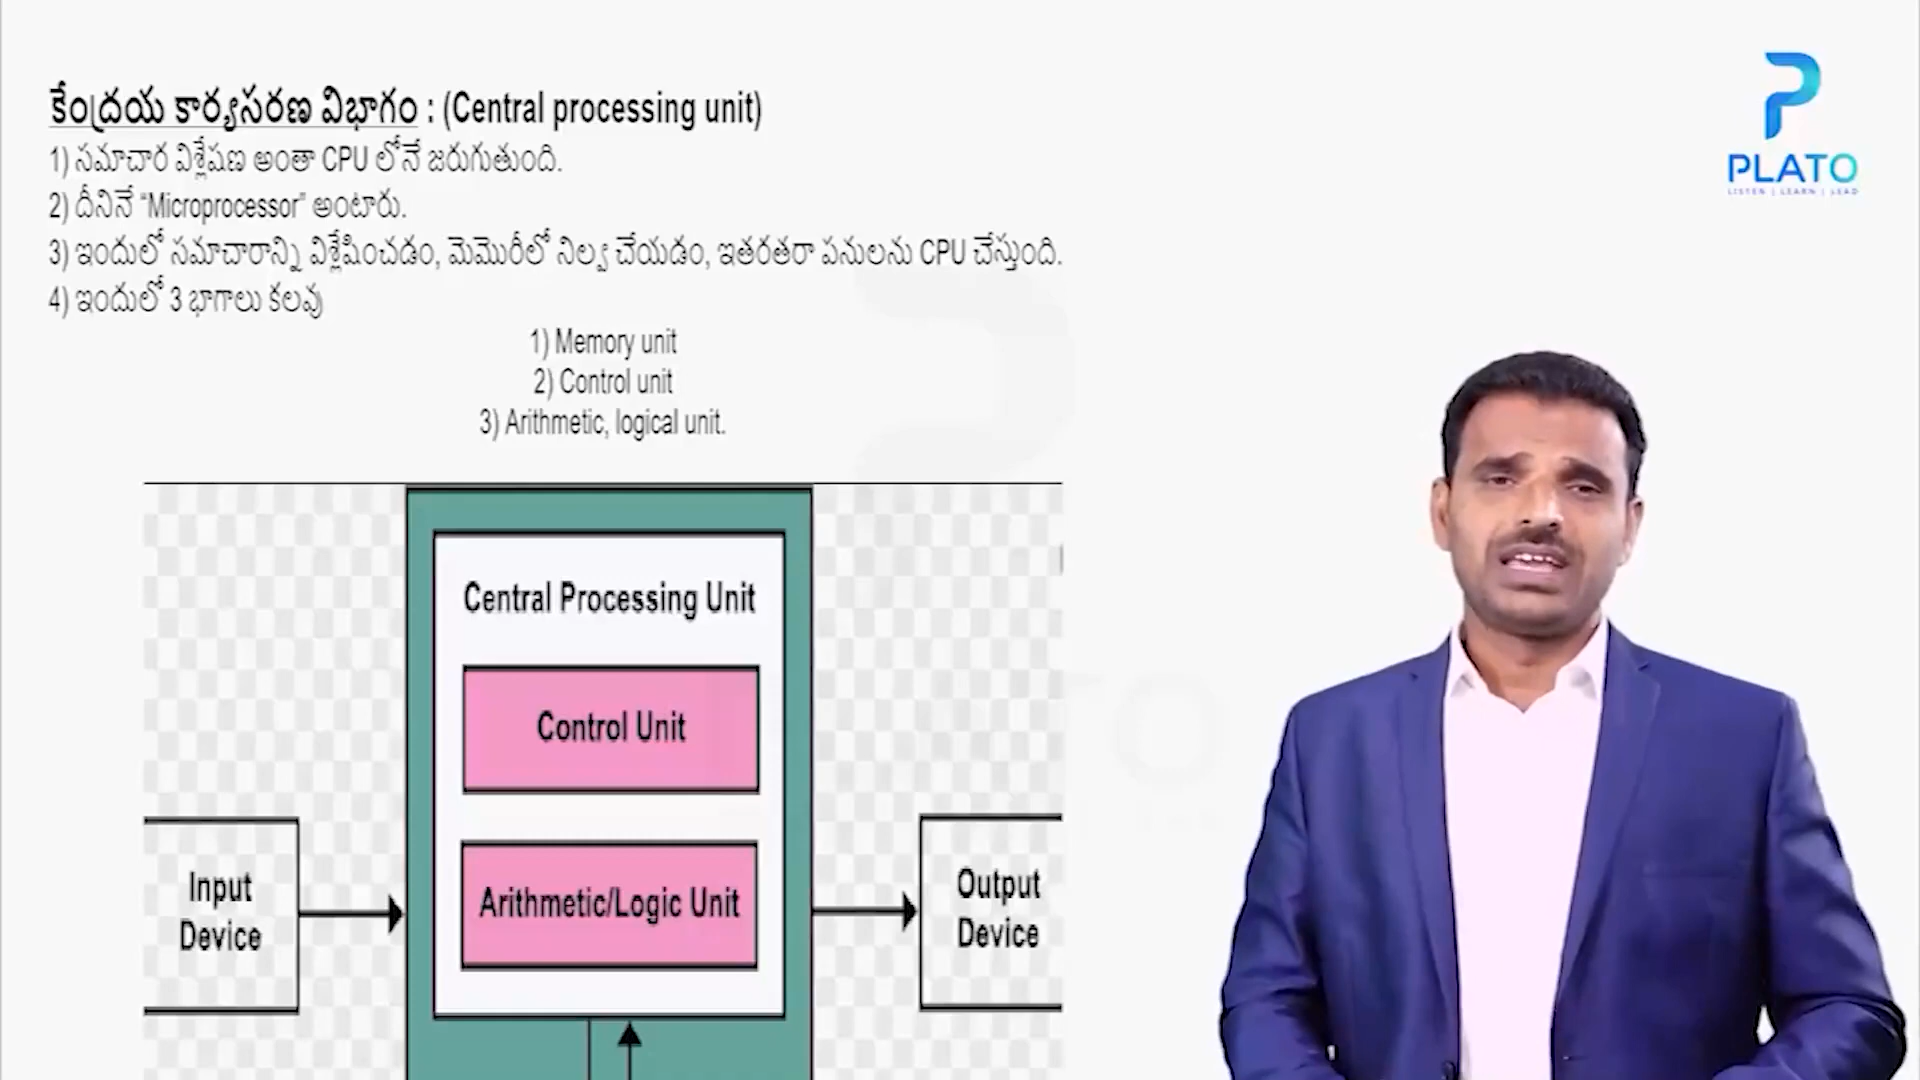 కేంద్రయ కార్యసరణ విభాగం : (Central processing unit)
1) సమాచార విశ్లేషణ అంతా CPU లోనే జరుగుతుంది.
2) దీనినే “Microprocessor” అంటారు.
3) ఇందులో సమాచారాన్ని విశ్లేషించడం, మెమొరీలో నిల్వ చేయడం, ఇతరతరా పనులను CPU చేస్తుంది.
4) ఇందులో 3 భాగాలు కలవు
1) Memory unit
2) Control unit
3) Arithmetic, logical unit.
Central Processing Unit
Control Unit
Arithmetic/Logic Unit
Input
Device
Output
Device
PLATO
LISTEN | LEARN | LEAD